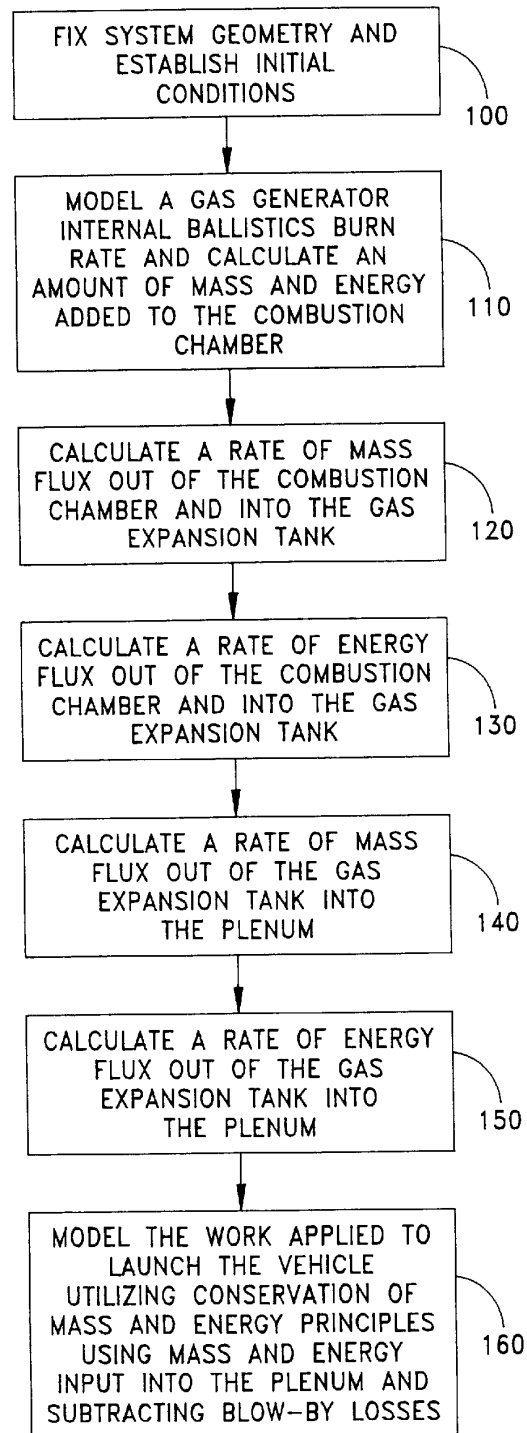 FIX SYSTEM GEOMETRY AND
ESTABLISH INITIAL
CONDITIONS
100
MODEL A GAS GENERATOR
INTERNAL BALLISTICS BURN
RATE AND CALCULATE AN
AMOUNT OF MASS AND ENERGY
ADDED TO THE COMBUSTION
CHAMBER
110
CALCULATE A RATE OF MASS
FLUX OUT OF THE COMBUSTION
CHAMBER AND INTO THE GAS
EXPANSION TANK
120
CALCULATE A RATE OF ENERGY
FLUX OUT OF THE COMBUSTION
CHAMBER AND INTO THE GAS
EXPANSION TANK
130
CALCULATE A RATE OF MASS
FLUX OUT OF THE GAS
EXPANSION TANK INTO
THE PLENUM
140
CALCULATE A RATE OF ENERGY
FLUX OUT OF THE GAS
EXPANSION TANK INTO
THE PLENUM
150
MODEL THE WORK APPLIED TO
LAUNCH THE VEHICLE
UTILIZING CONSERVATION OF
MASS AND ENERGY PRINCIPLES
USING MASS AND ENERGY
INPUT INTO THE PLENUM AND
SUBTRACTING BLOW-BY LOSSES
160